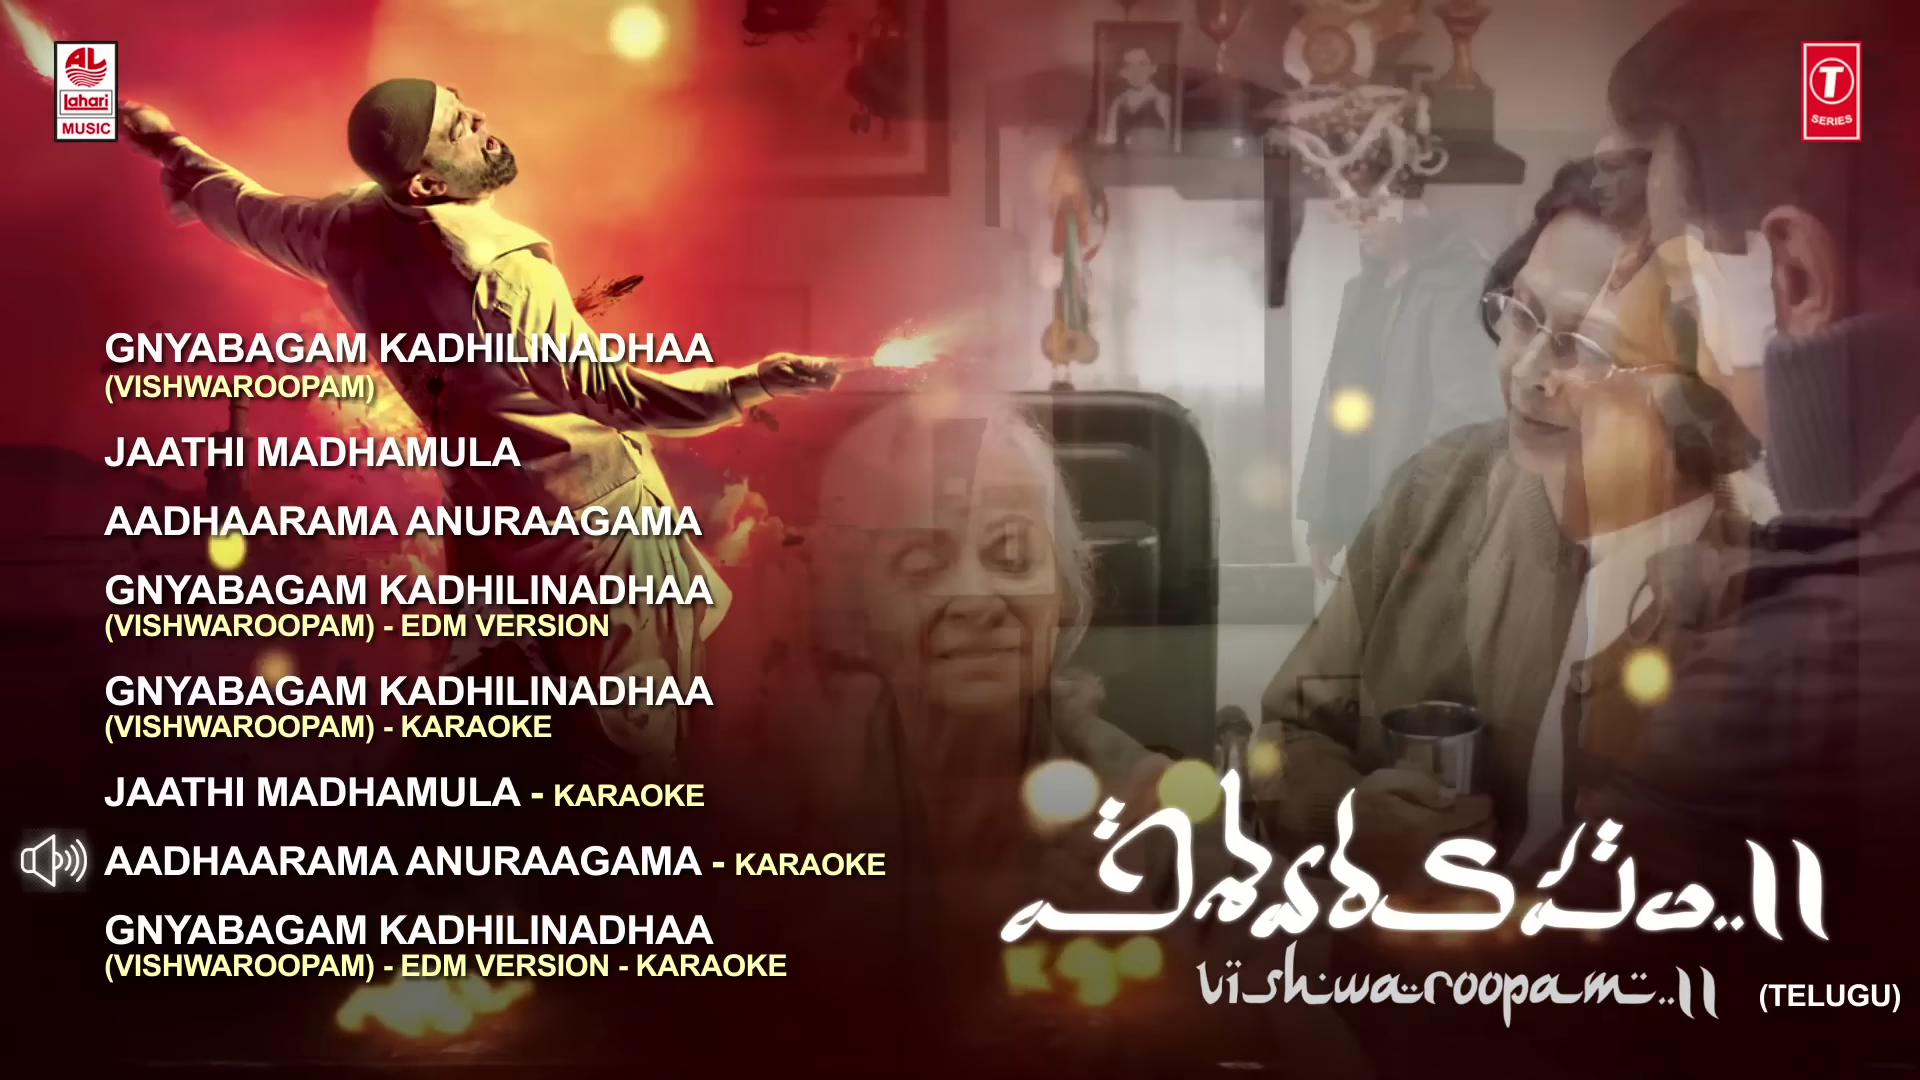 AL
lahari
MUSIC
T
SERIES
GNYABAGAM KADHILINADHAA
(VISHWAROOPAM)
JAATHI MADHAMULA
AADHAARAMA ANURAAGAMA
GNYABAGAM KADHILINADHAA
(VISHWAROOPAM) - EDM VERSION
GNYABAGAM KADHILINADHAA
(VISHWAROOPAM) - KARAOKE
JAATHI MADHAMULA - KARAOKE
AADHAARAMA ANURAAGAMA - KARAOKE
GNYABAGAM KADHILINADHAA
(VISHWAROOPAM) - EDM VERSION - KARAOKE
విశ్వరూపం..II
vishwaroopam..II
(TELUGU)